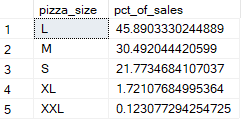 pizza_size pct_of_sales
1 L 45.8903330244889
2 M 30.492044420599
3 S 21.7734684107037
4 XL 1.72107684995364
5 XXL 0.123077294254725